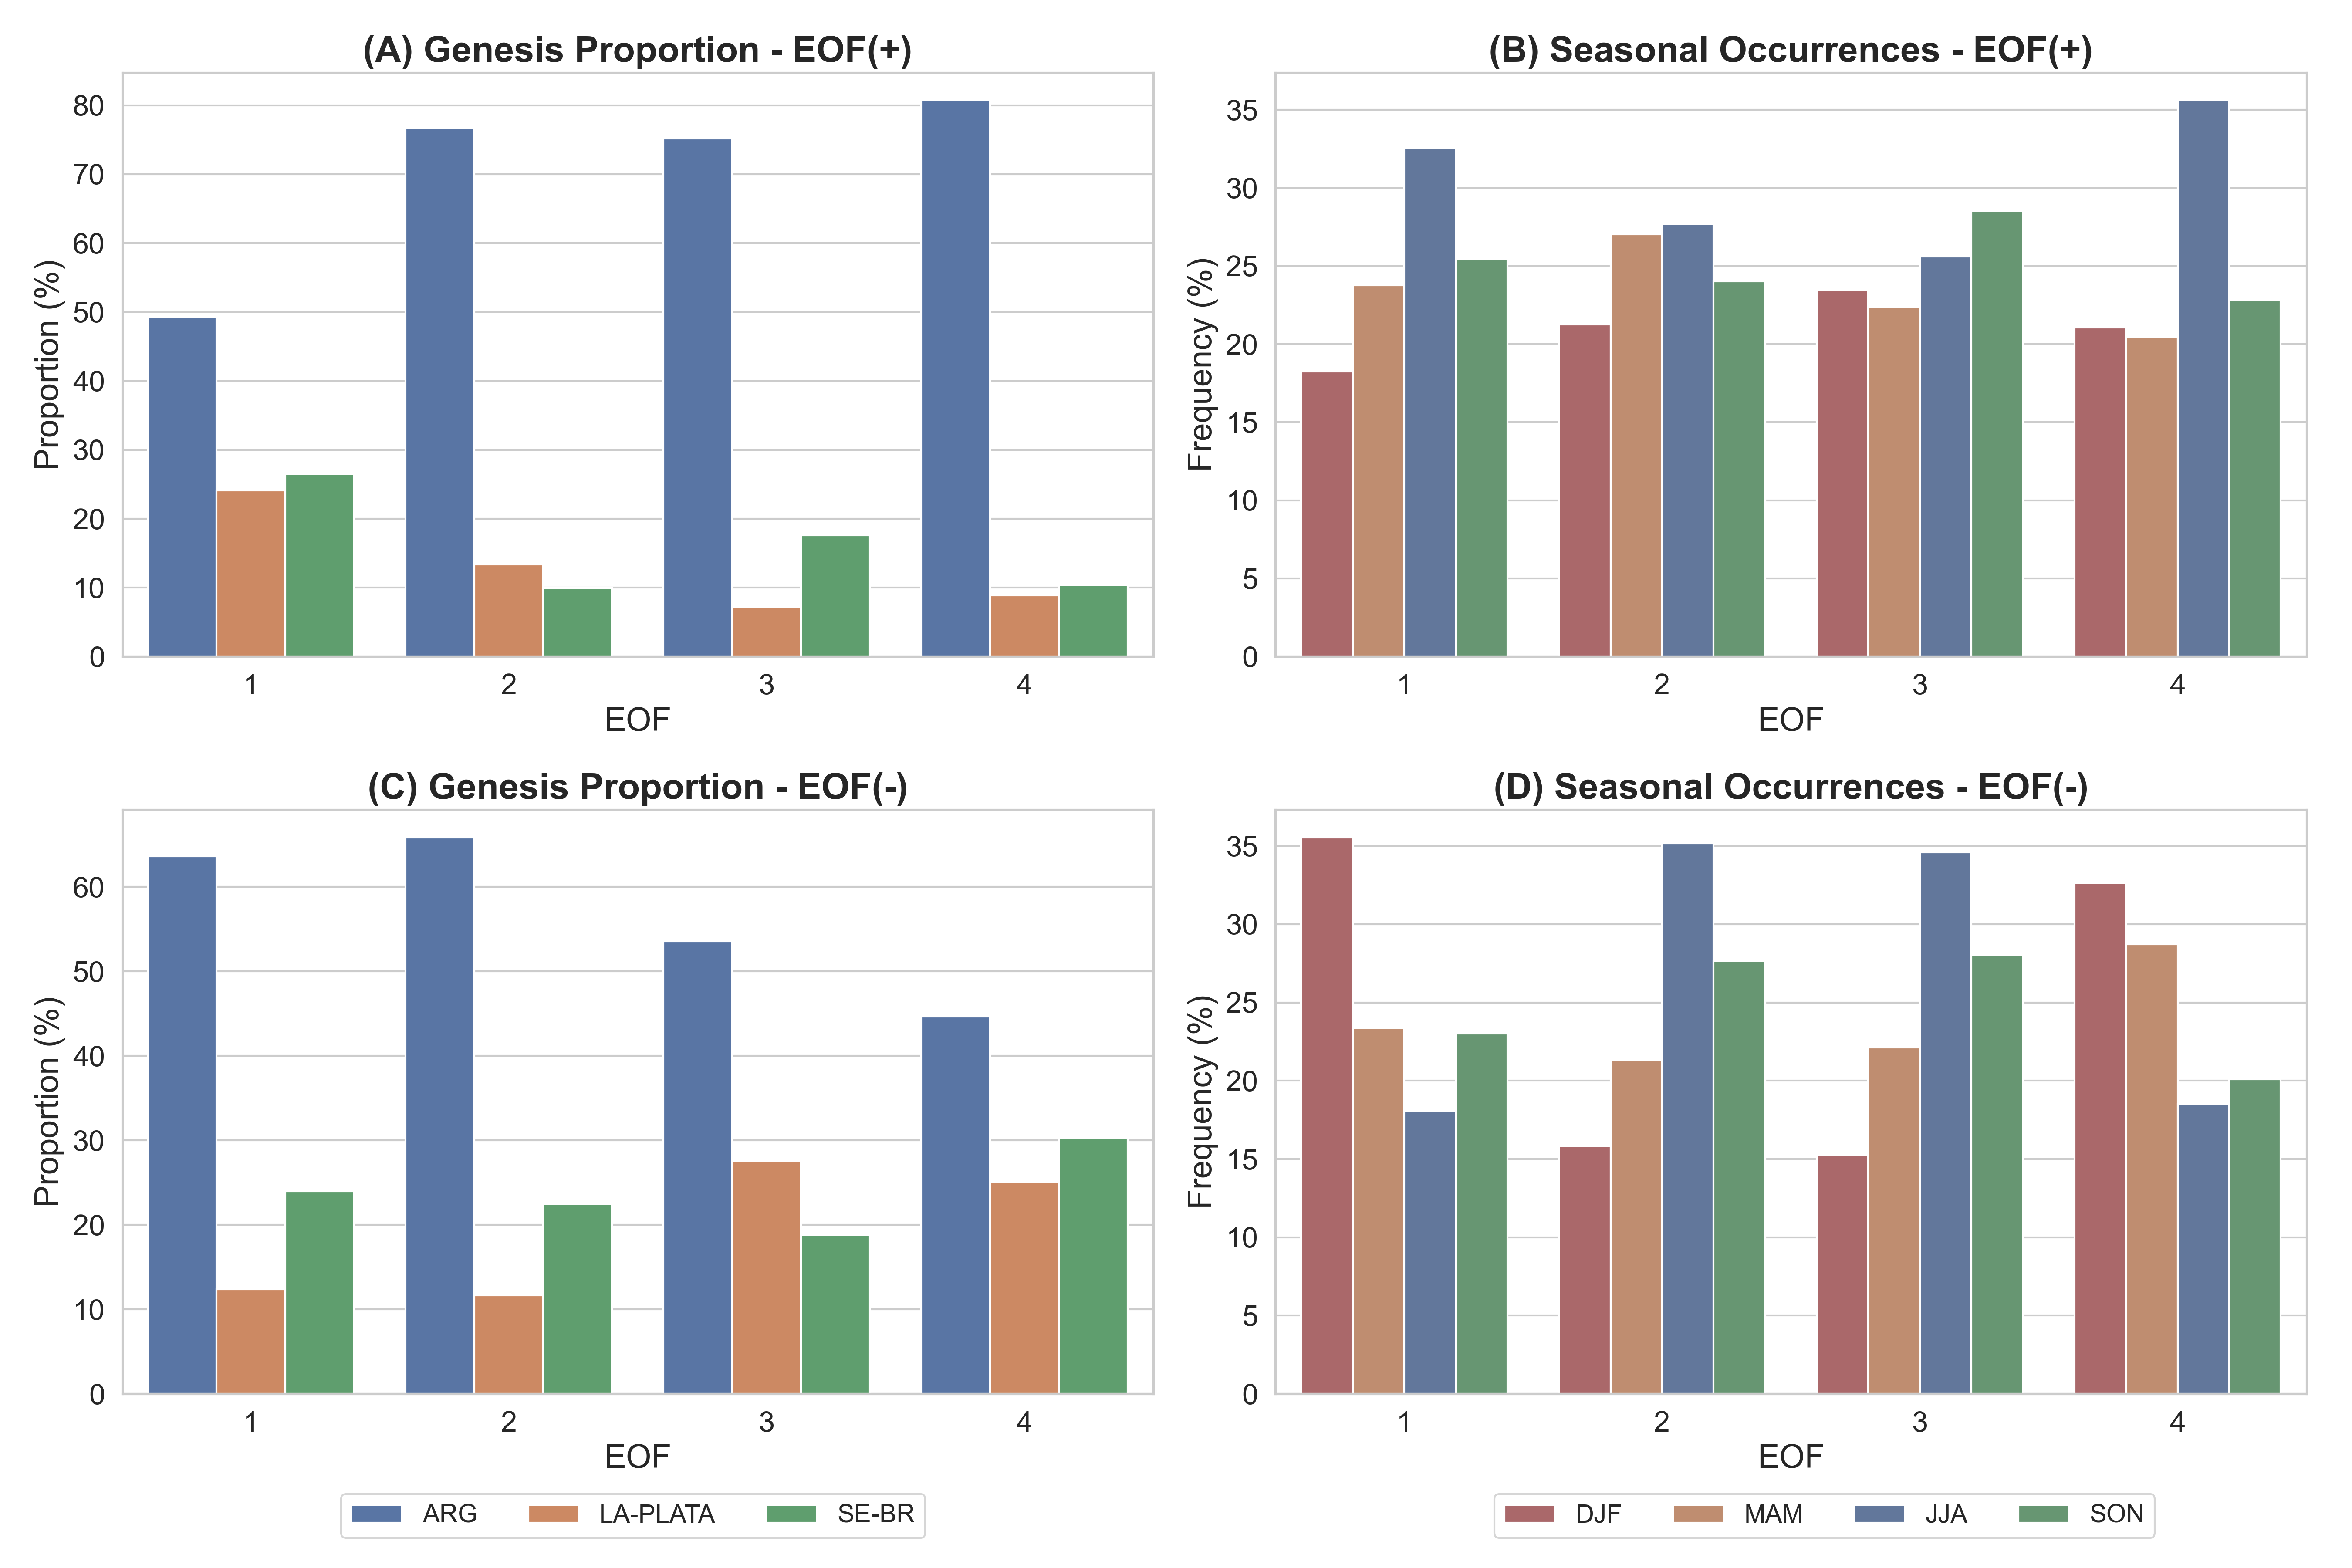 (A) Genesis Proportion - EOF(+)
Proportion (%)
80
70
60
50
40
30
20
10
0
1 2 3 4
EOF
(B) Seasonal Occurrences - EOF(+)
Frequency (%)
35
30
25
20
15
10
5
0
1 2 3 4
EOF
(C) Genesis Proportion - EOF(-)
Proportion (%)
60
50
40
30
20
10
0
1 2 3 4
EOF
ARG LA-PLATA SE-BR
(D) Seasonal Occurrences - EOF(-)
Frequency (%)
35
30
25
20
15
10
5
0
1 2 3 4
EOF
DJF MAM JJA SON